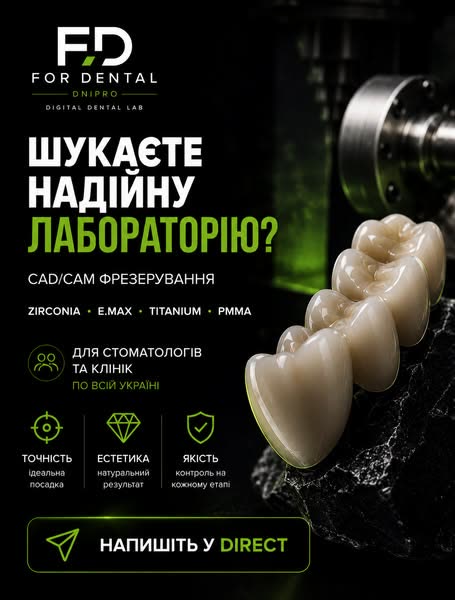 FD
FOR DENTAL
DNIPRO
DIGITAL DENTAL LAB
ШУКАЄТЕ
НАДІЙНУ
ЛАБОРАТОРІЮ?
CAD/CAM ФРЕЗЕРУВАННЯ
ZIRCONIA • E.MAX • TITANIUM • PMMA
ДЛЯ СТОМАТОЛОГІВ
ТА КЛІНІК
ПО ВСІЙ УКРАЇНІ
ТОЧНІСТЬ
ідеальна
посадка
ЕСТЕТИКА
натуральний
результат
ЯКІСТЬ
контроль на
кожному етапі
НАПИШІТЬ У DIRECT